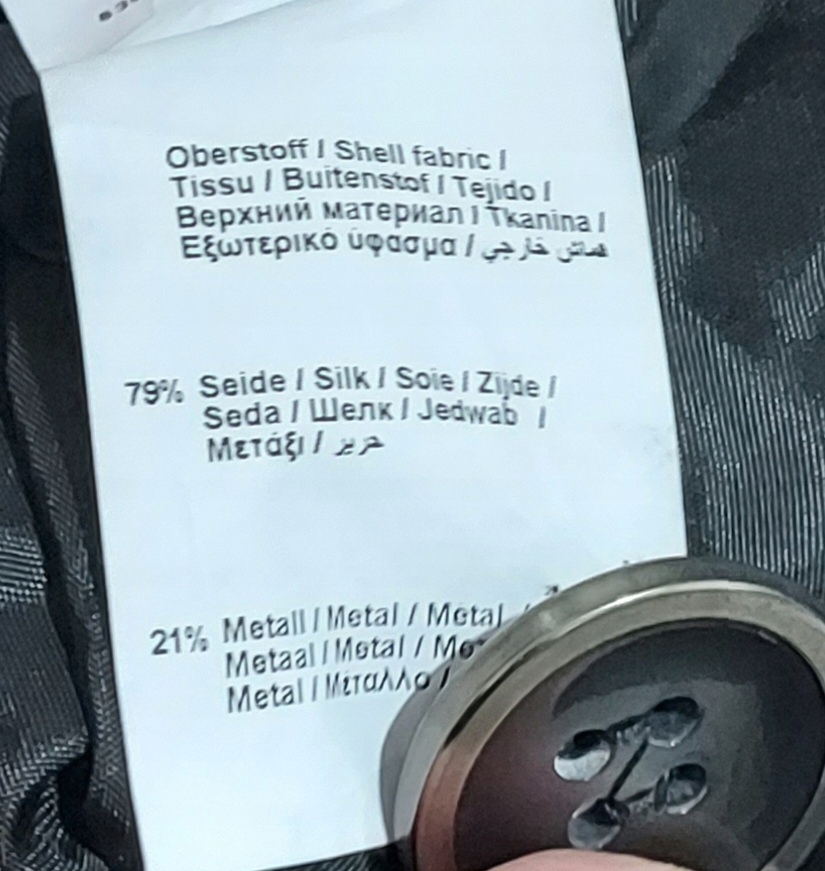 Oberstoff / Shell fabric /
Tissu / Buitenstof / Tejido /
Верхний материал / Tkanina /
Εξωτερικό ύφασμα / قماش خارجي
79% Seide / Silk / Soie / Zijde /
Seda / Шелк / Jedwab /
Μετάξι / حرير
21% Metall / Metal / Metal /
Metaal / Metal /
Metal / Μέταλλο /